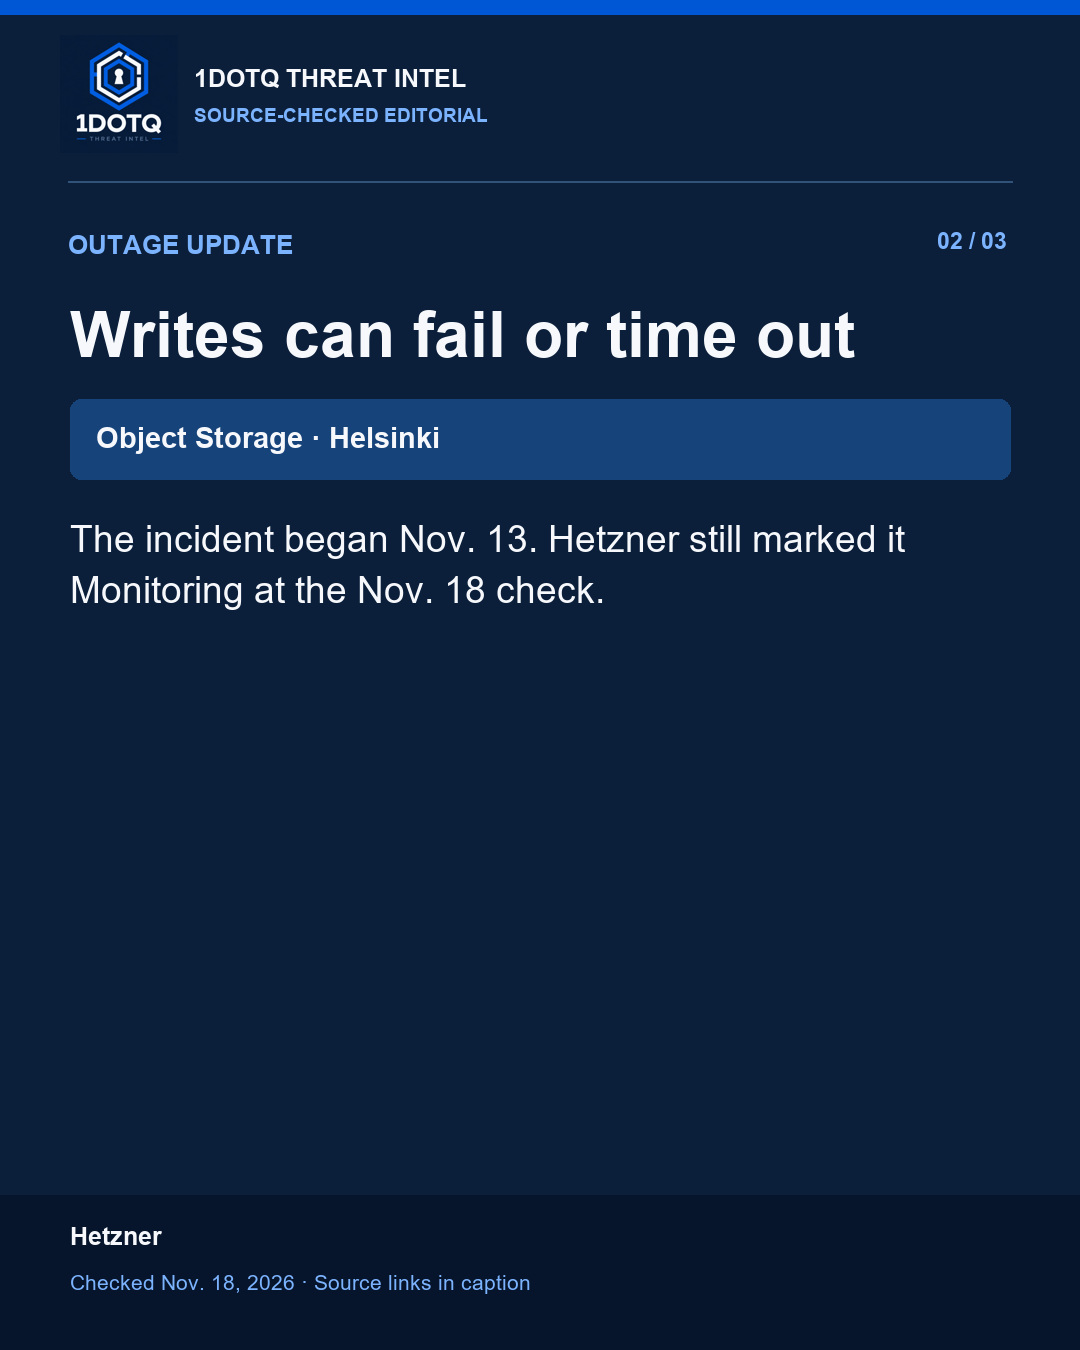 1DOTQ
THREAT INTEL
1DOTQ THREAT INTEL
SOURCE-CHECKED EDITORIAL
OUTAGE UPDATE
02 / 03
Writes can fail or time out
Object Storage · Helsinki
The incident began Nov. 13. Hetzner still marked it
Monitoring at the Nov. 18 check.
Hetzner
Checked Nov. 18, 2026 · Source links in caption